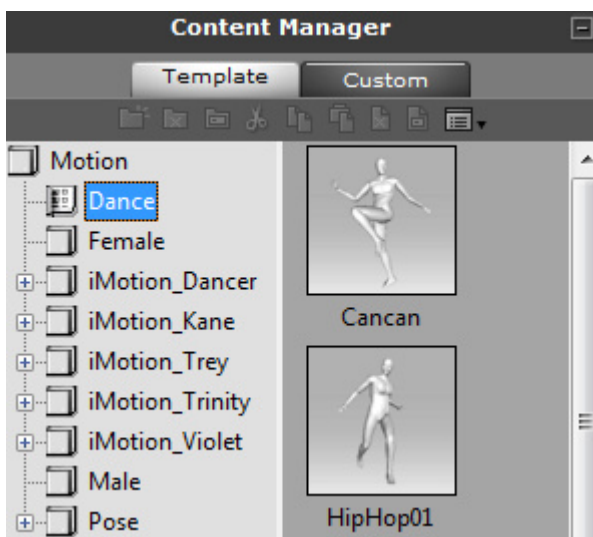 Content Manager
Template Custom
Motion
Dance
Female
iMotion_Dancer
iMotion_Kane
iMotion_Trey
iMotion_Trinity
iMotion_Violet
Male
Pose
Cancan
HipHop01